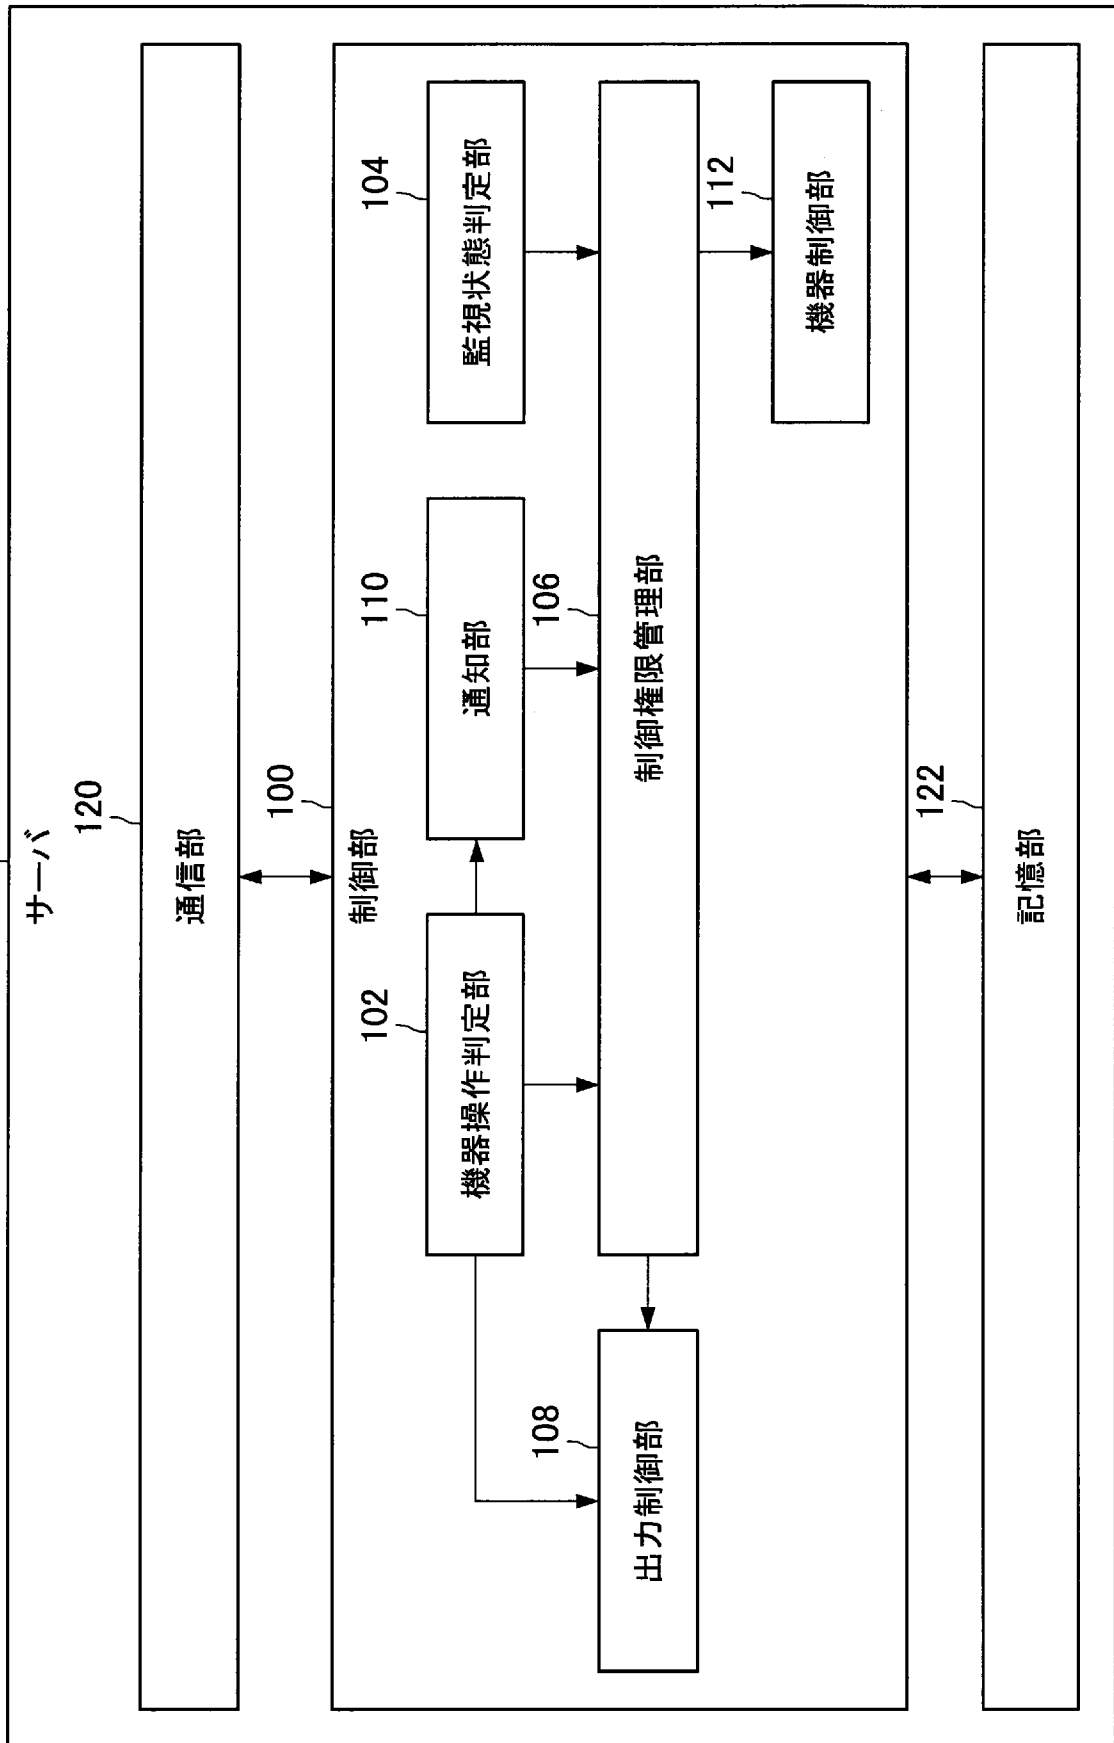 サーバ
120
通信部
100
制御部
102
機器操作判定部
110
通知部
104
監視状態判定部
106
制御権限管理部
108
出力制御部
112
機器制御部
122
記憶部